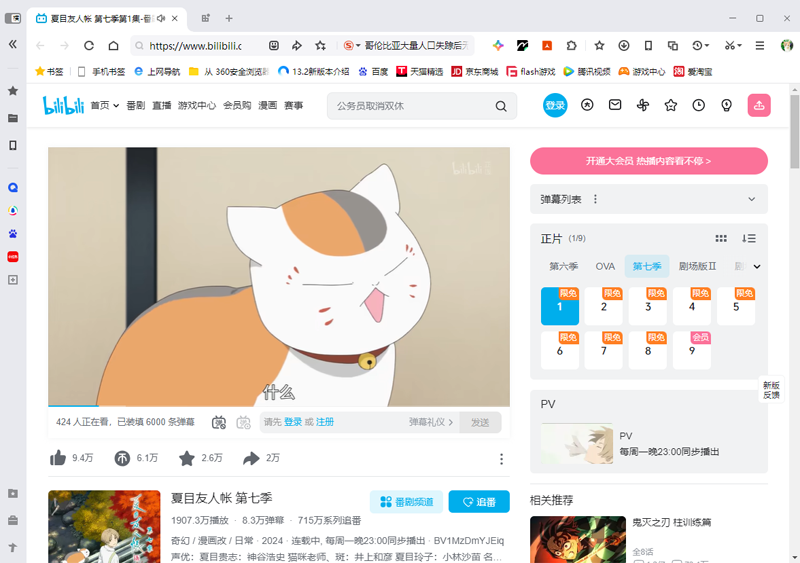 夏目友人帐 第七季第1集-番
https://www.bilibili.c
哥伦比亚大量人口失踪后
书签
手机书签
上网导航
从 360安全浏览器
13.2新版本介绍
百度
天猫精选
京东商城
flash游戏
腾讯视频
游戏中心
爱淘宝
bilibili
首页
番剧
直播
游戏中心
会员购
漫画
赛事
公务员取消双休
登录
bilibili
什么
424 人正在看，已装填 6000 条弹幕
请先 登录 或 注册
弹幕礼仪 >
发送
9.4万
6.1万
2.6万
2万
夏目友人帐 第七季
番剧频道
追番
1907.3万播放 · 8.3万弹幕 · 715万系列追番
奇幻 / 漫画改 / 日常 · 2024 · 连载中, 每周一晚23:00同步播出 · BV1MzDmYJEiq
声优：夏目贵志：神谷浩史 猫咪老师、斑：井上和彦 夏目玲子：小林沙苗 名...
开通大会员 热播内容看不停 >
弹幕列表
正片 (1/9)
第六季
OVA
第七季
剧场版II
剧
限免
限免
限免
限免
限免
1
2
3
4
5
限免
限免
限免
会员
6
7
8
9
新版
反馈
PV
PV
每周一晚23:00同步播出
相关推荐
鬼灭之刃 柱训练篇
全8话